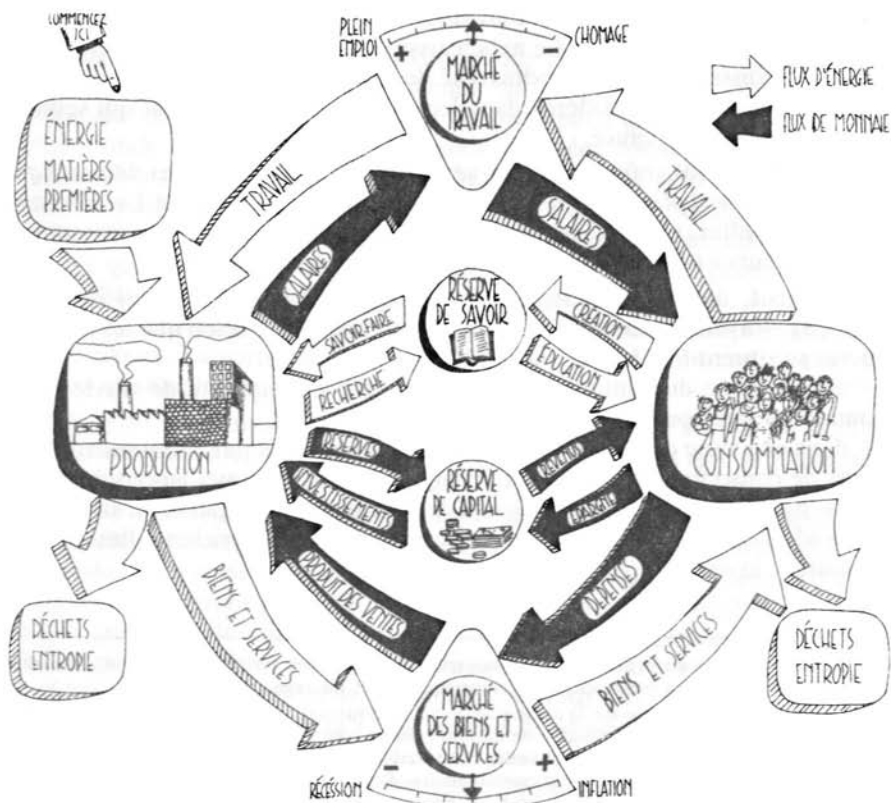 COMMENCEZ
ICI
PLEIN
EMPLOI
+
-
CHOMAGE
MARCHÉ
DU
TRAVAIL
FLUX D'ÉNERGIE
FLUX DE MONNAIE
ÉNERGIE
MATIÈRES
PREMIÈRES
TRAVAIL
SALAIRES
SALAIRES
TRAVAIL
RÉSERVE
DE SAVOIR
SAVOIR-FAIRE
RECHERCHE
CRÉATION
ÉDUCATION
PRODUCTION
CONSOMMATION
RÉSERVES
INVESTISSEMENTS
RÉSERVE
DE CAPITAL
REVENUS
ÉPARGNE
PRODUIT DES VENTES
DÉPENSES
BIENS ET SERVICES
BIENS ET SERVICES
DÉCHETS
ENTROPIE
DÉCHETS
ENTROPIE
MARCHÉ
DES BIENS ET
SERVICES
-
+
RÉCÉSSION
INFLATION